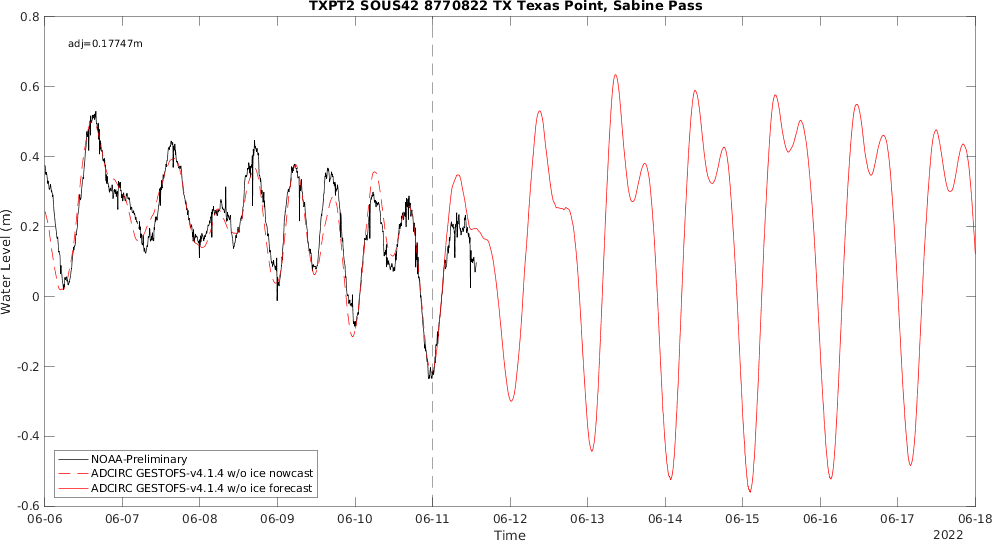 TXPT2 SOUS42 8770822 TX Texas Point, Sabine Pass
adj=0.17747m
0.8
0.6
0.4
0.2
0
-0.2
-0.4
-0.6
Water Level (m)
NOAA-Preliminary
ADCIRC GESTOFS-v4.1.4 w/o ice nowcast
ADCIRC GESTOFS-v4.1.4 w/o ice forecast
06-06 06-07 06-08 06-09 06-10 06-11 06-12 06-13 06-14 06-15 06-16 06-17 06-18
Time
2022